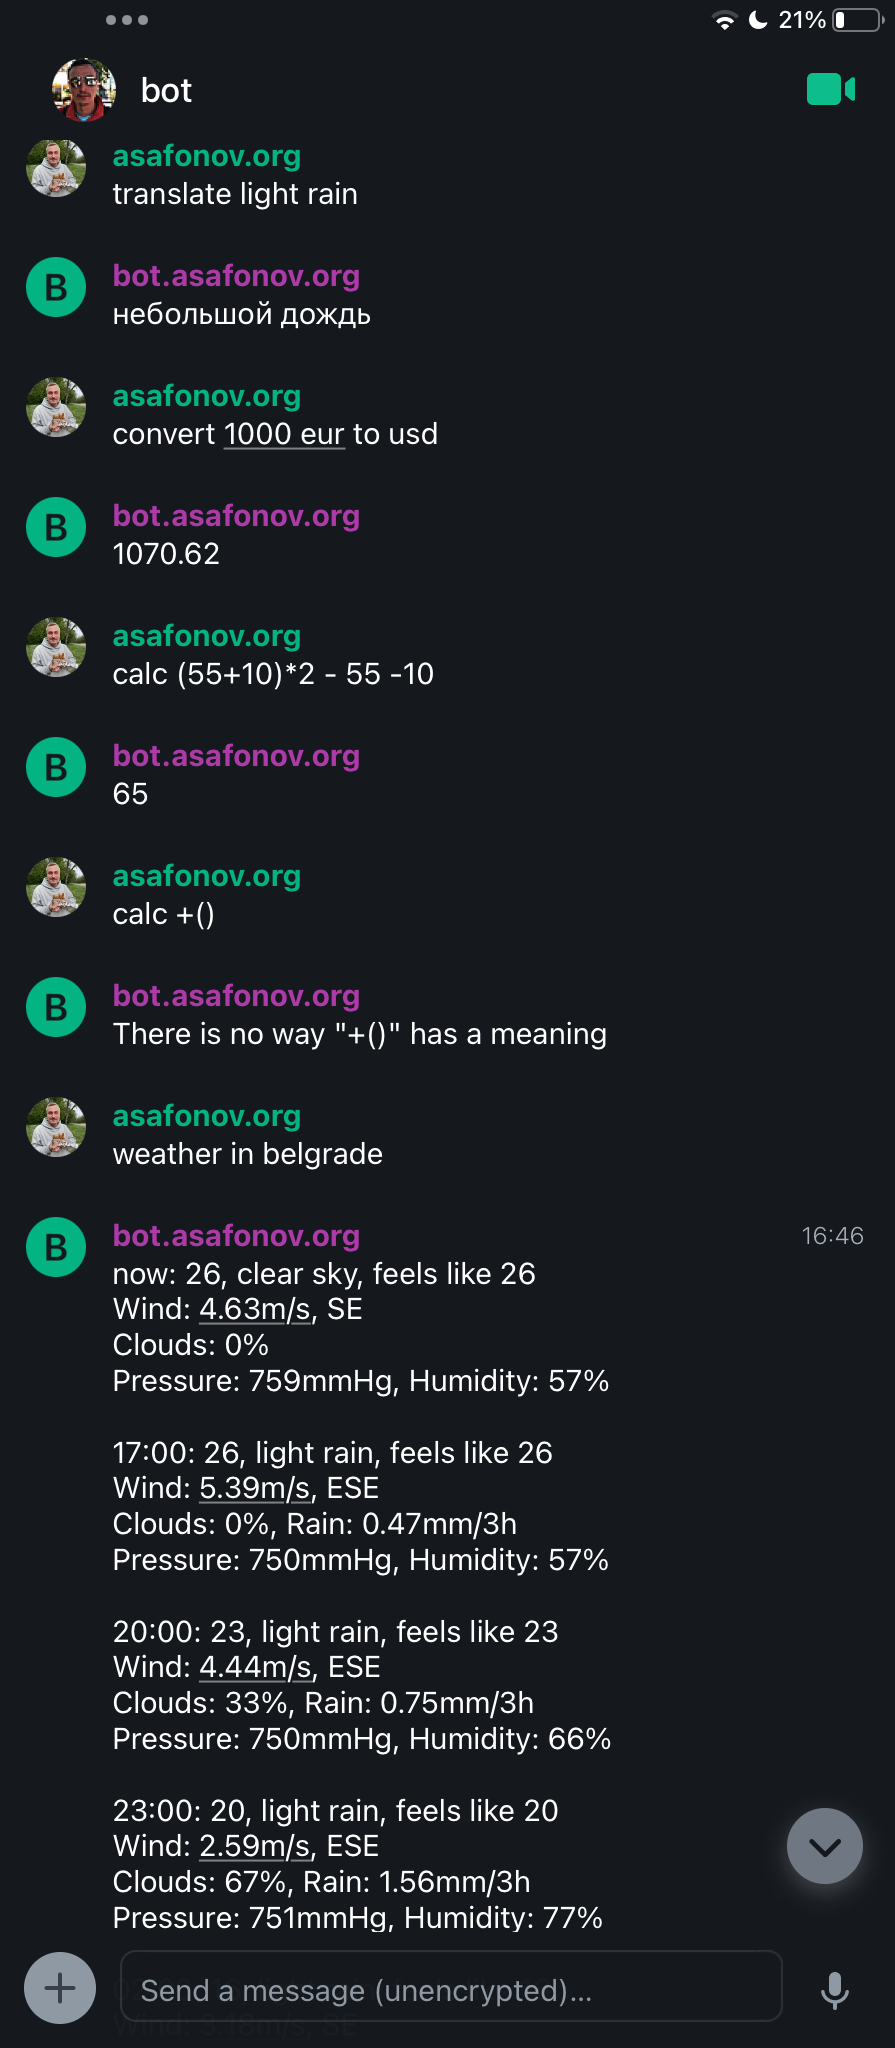 21%
bot
asafonov.org
translate light rain
B
bot.asafonov.org
небольшой дождь
asafonov.org
convert 1000 eur to usd
B
bot.asafonov.org
1070.62
asafonov.org
calc (55+10)*2 - 55 -10
B
bot.asafonov.org
65
asafonov.org
calc +()
B
bot.asafonov.org
There is no way "+()" has a meaning
asafonov.org
weather in belgrade
B
bot.asafonov.org 16:46
now: 26, clear sky, feels like 26
Wind: 4.63m/s, SE
Clouds: 0%
Pressure: 759mmHg, Humidity: 57%
17:00: 26, light rain, feels like 26
Wind: 5.39m/s, ESE
Clouds: 0%, Rain: 0.47mm/3h
Pressure: 750mmHg, Humidity: 57%
20:00: 23, light rain, feels like 23
Wind: 4.44m/s, ESE
Clouds: 33%, Rain: 0.75mm/3h
Pressure: 750mmHg, Humidity: 66%
23:00: 20, light rain, feels like 20
Wind: 2.59m/s, ESE
Clouds: 67%, Rain: 1.56mm/3h
Pressure: 751mmHg, Humidity: 77%
Send a message (unencrypted)...
Wind: 3.18m/s, SE